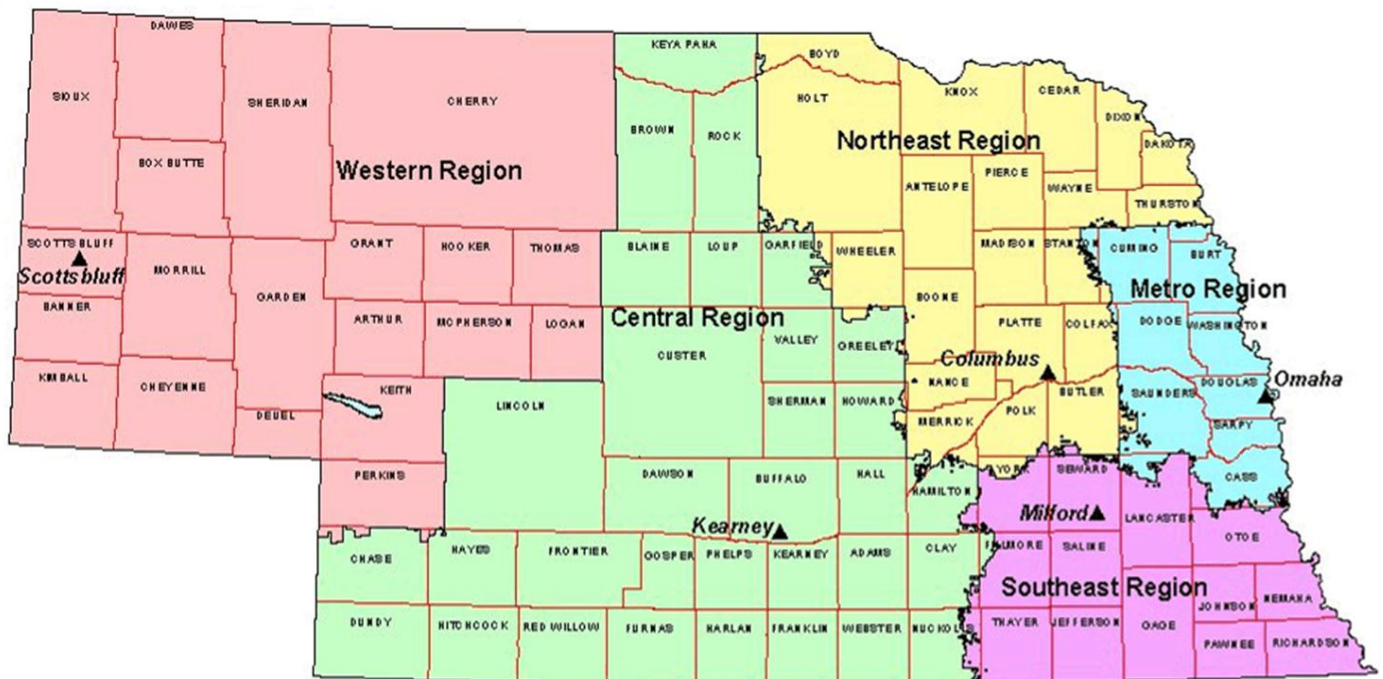 DAWES
KEYA PAHA
BOYD
SIOUX
SHERIDAN
CHERRY
HOLT
KNOX
CEDAR
DIXON
BROWN
ROCK
Northeast Region
DAKOTA
BOX BUTTE
Western Region
ANTELOPE
PIERCE
WAYNE
THURSTON
SCOTTS BLUFF
Scottsbluff
GRANT
HOOKER
THOMAS
BLAINE
LOUP
GARFIELD
WHEELER
MADISON
STANTON
CUMING
BURT
MORRILL
GARDEN
BANNER
ARTHUR
MCPHERSON
LOGAN
Central Region
BOONE
Metro Region
CUSTER
VALLEY
GREELEY
PLATTE
COLFAX
DODGE
WASHINGTON
Columbus
KIMBALL
CHEYENNE
DEUEL
KEITH
LINCOLN
SHERMAN
HOWARD
NANCE
MERRICK
POLK
BUTLER
SAUNDERS
DOUGLAS
Omaha
SARPY
PERKINS
DAWSON
BUFFALO
HALL
HAMILTON
YORK
SEWARD
CASS
Kearney
Milford
LANCASTER
OTOE
CHASE
HAYES
FRONTIER
GOSPER
PHELPS
KEARNEY
ADAMS
CLAY
FILLMORE
SALINE
Southeast Region
JOHNSON
NEMAHA
DUNDY
HITCHCOCK
RED WILLOW
FURNAS
HARLAN
FRANKLIN
WEBSTER
NUCKOLLS
THAYER
JEFFERSON
GAGE
PAWNEE
RICHARDSON